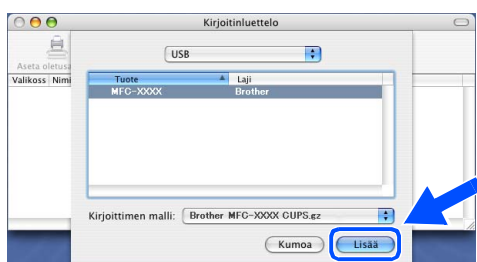 Kirjoitinluettelo
USB
Aseta oletusa
Valikoss Nimi
Tuote Laji
MFC-XXXX Brother
Kirjoittimen malli: Brother MFC-XXXX CUPS.gz
Kumoa Lisää